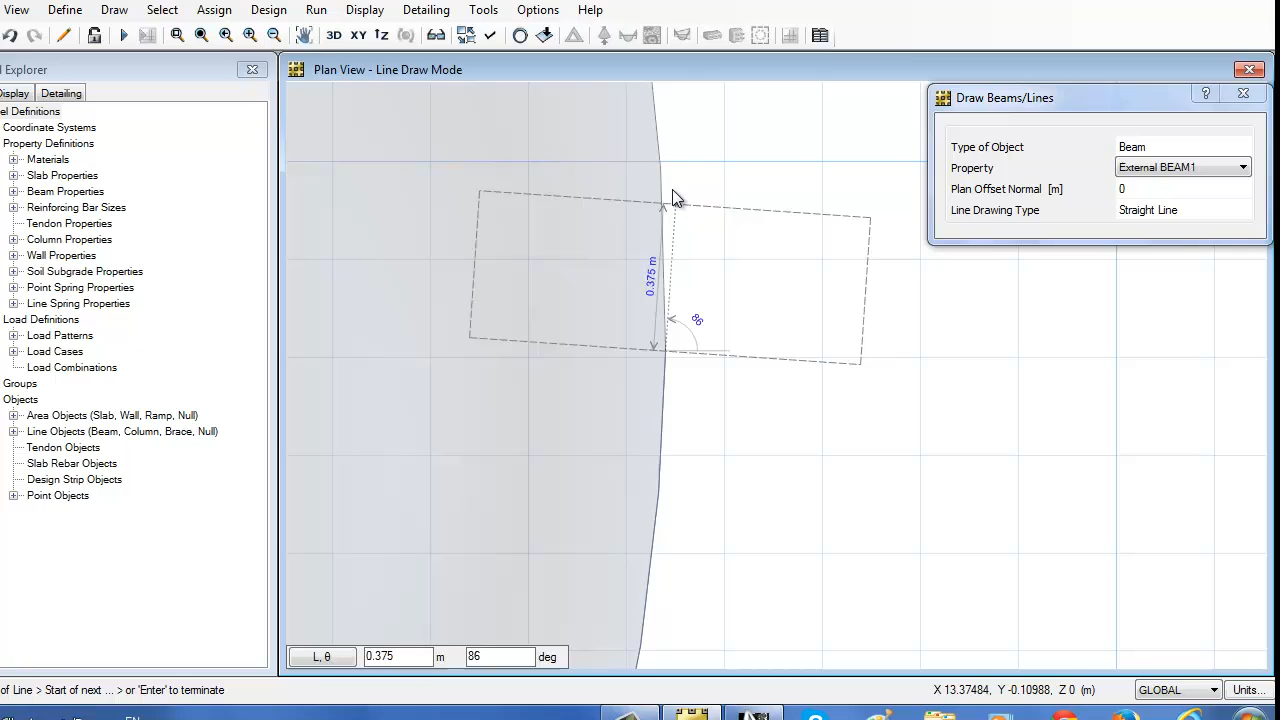 View Define Draw Select Assign Design Run Display Detailing Tools Options Help
3D XY
Explorer
Display Detailing
el Definitions
Coordinate Systems
Property Definitions
Materials
Slab Properties
Beam Properties
Reinforcing Bar Sizes
Tendon Properties
Column Properties
Wall Properties
Soil Subgrade Properties
Point Spring Properties
Line Spring Properties
Load Definitions
Load Patterns
Load Cases
Load Combinations
Groups
Objects
Area Objects (Slab, Wall, Ramp, Null)
Line Objects (Beam, Column, Brace, Null)
Tendon Objects
Slab Rebar Objects
Design Strip Objects
Point Objects
Plan View - Line Draw Mode
0.375 m
86
L, θ 0.375 m 86 deg
Draw Beams/Lines
Type of Object Beam
Property External BEAM1
Plan Offset Normal [m] 0
Line Drawing Type Straight Line
of Line > Start of next ... > or 'Enter' to terminate
X 13.37484, Y -0.10988, Z 0 (m)
GLOBAL
Units...